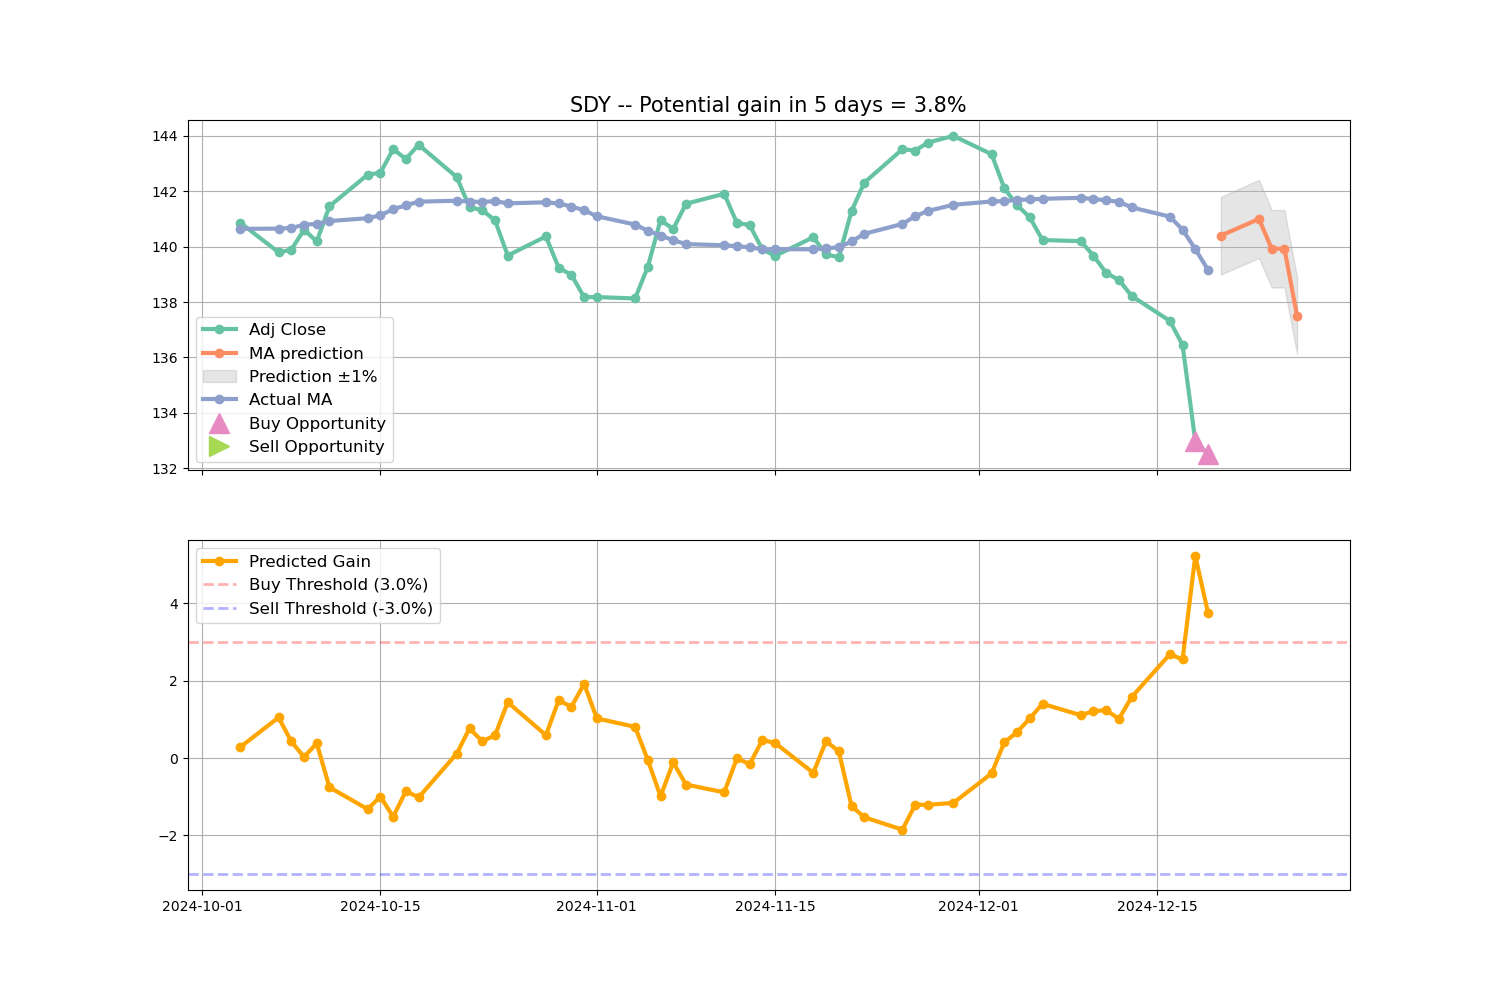 SDY -- Potential gain in 5 days = 3.8%
144
142
140
138
136
134
132
Adj Close
MA prediction
Prediction ±1%
Actual MA
Buy Opportunity
Sell Opportunity
Predicted Gain
Buy Threshold (3.0%)
Sell Threshold (-3.0%)
4
2
0
−2
2024-10-01
2024-10-15
2024-11-01
2024-11-15
2024-12-01
2024-12-15